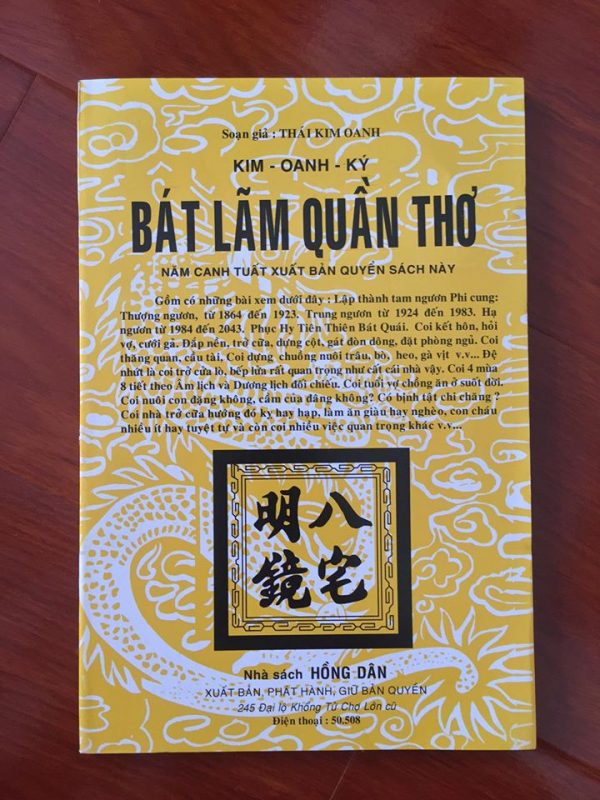 Soạn giả : THÁI KIM OANH
KIM - OANH - KÝ
BÁT LÃM QUẦN THƠ
NĂM CANH TUẤT XUẤT BẢN QUYỂN SÁCH NÀY
Gồm có những bài xem dưới đây : Lập thành tam ngươn Phi cung:
Thượng ngươn, từ 1864 đến 1923. Trung ngươn từ 1924 đến 1983. Hạ
ngươn từ 1984 đến 2043. Phục Hy Tiên Thiên Bát Quái. Coi kết hôn, hỏi
vợ, cưới gả. Đắp nền, trở cửa, dựng cột, gát đòn dông, đặt phòng ngủ. Coi
thăng quan, cầu tài, Coi dựng chuồng nuôi trâu, bò, heo, gà vịt v.v... Đệ
nhứt là coi trở cửa lò, bếp lửa rất quan trọng như cất cái nhà vậy. Coi 4 mùa
8 tiết theo Âm lịch và Dương lịch đối chiếu. Coi tuổi vợ chồng ăn ở suốt đời.
Coi nuôi con đặng không, cầm của đặng không? Có bịnh tật chi chăng ?
Coi nhà trở cửa hướng đó kỵ hay hạp, làm ăn giàu hay nghèo, con cháu
nhiều ít hay tuyệt tự và còn coi nhiều việc quan trọng khác v.v...
八宅
明鏡
Nhà sách HỒNG DÂN
XUẤT BẢN, PHÁT HÀNH, GIỮ BẢN QUYỀN
245 Đại lộ Khổng Tử Chợ Lớn cũ
Điện thoại : 50.508